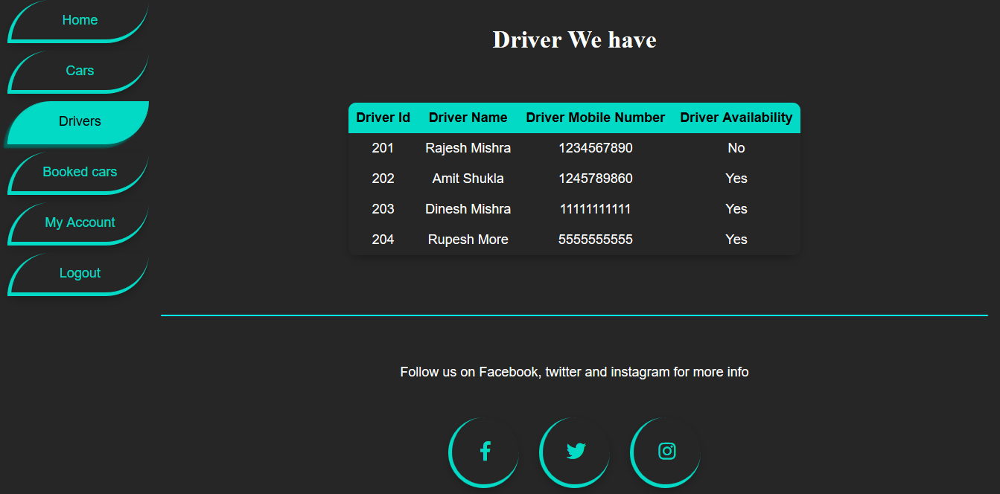 Home
Cars
Drivers
Booked cars
My Account
Logout
Driver We have
Driver Id Driver Name Driver Mobile Number Driver Availability
201 Rajesh Mishra 1234567890 No
202 Amit Shukla 1245789860 Yes
203 Dinesh Mishra 11111111111 Yes
204 Rupesh More 5555555555 Yes
Follow us on Facebook, twitter and instagram for more info